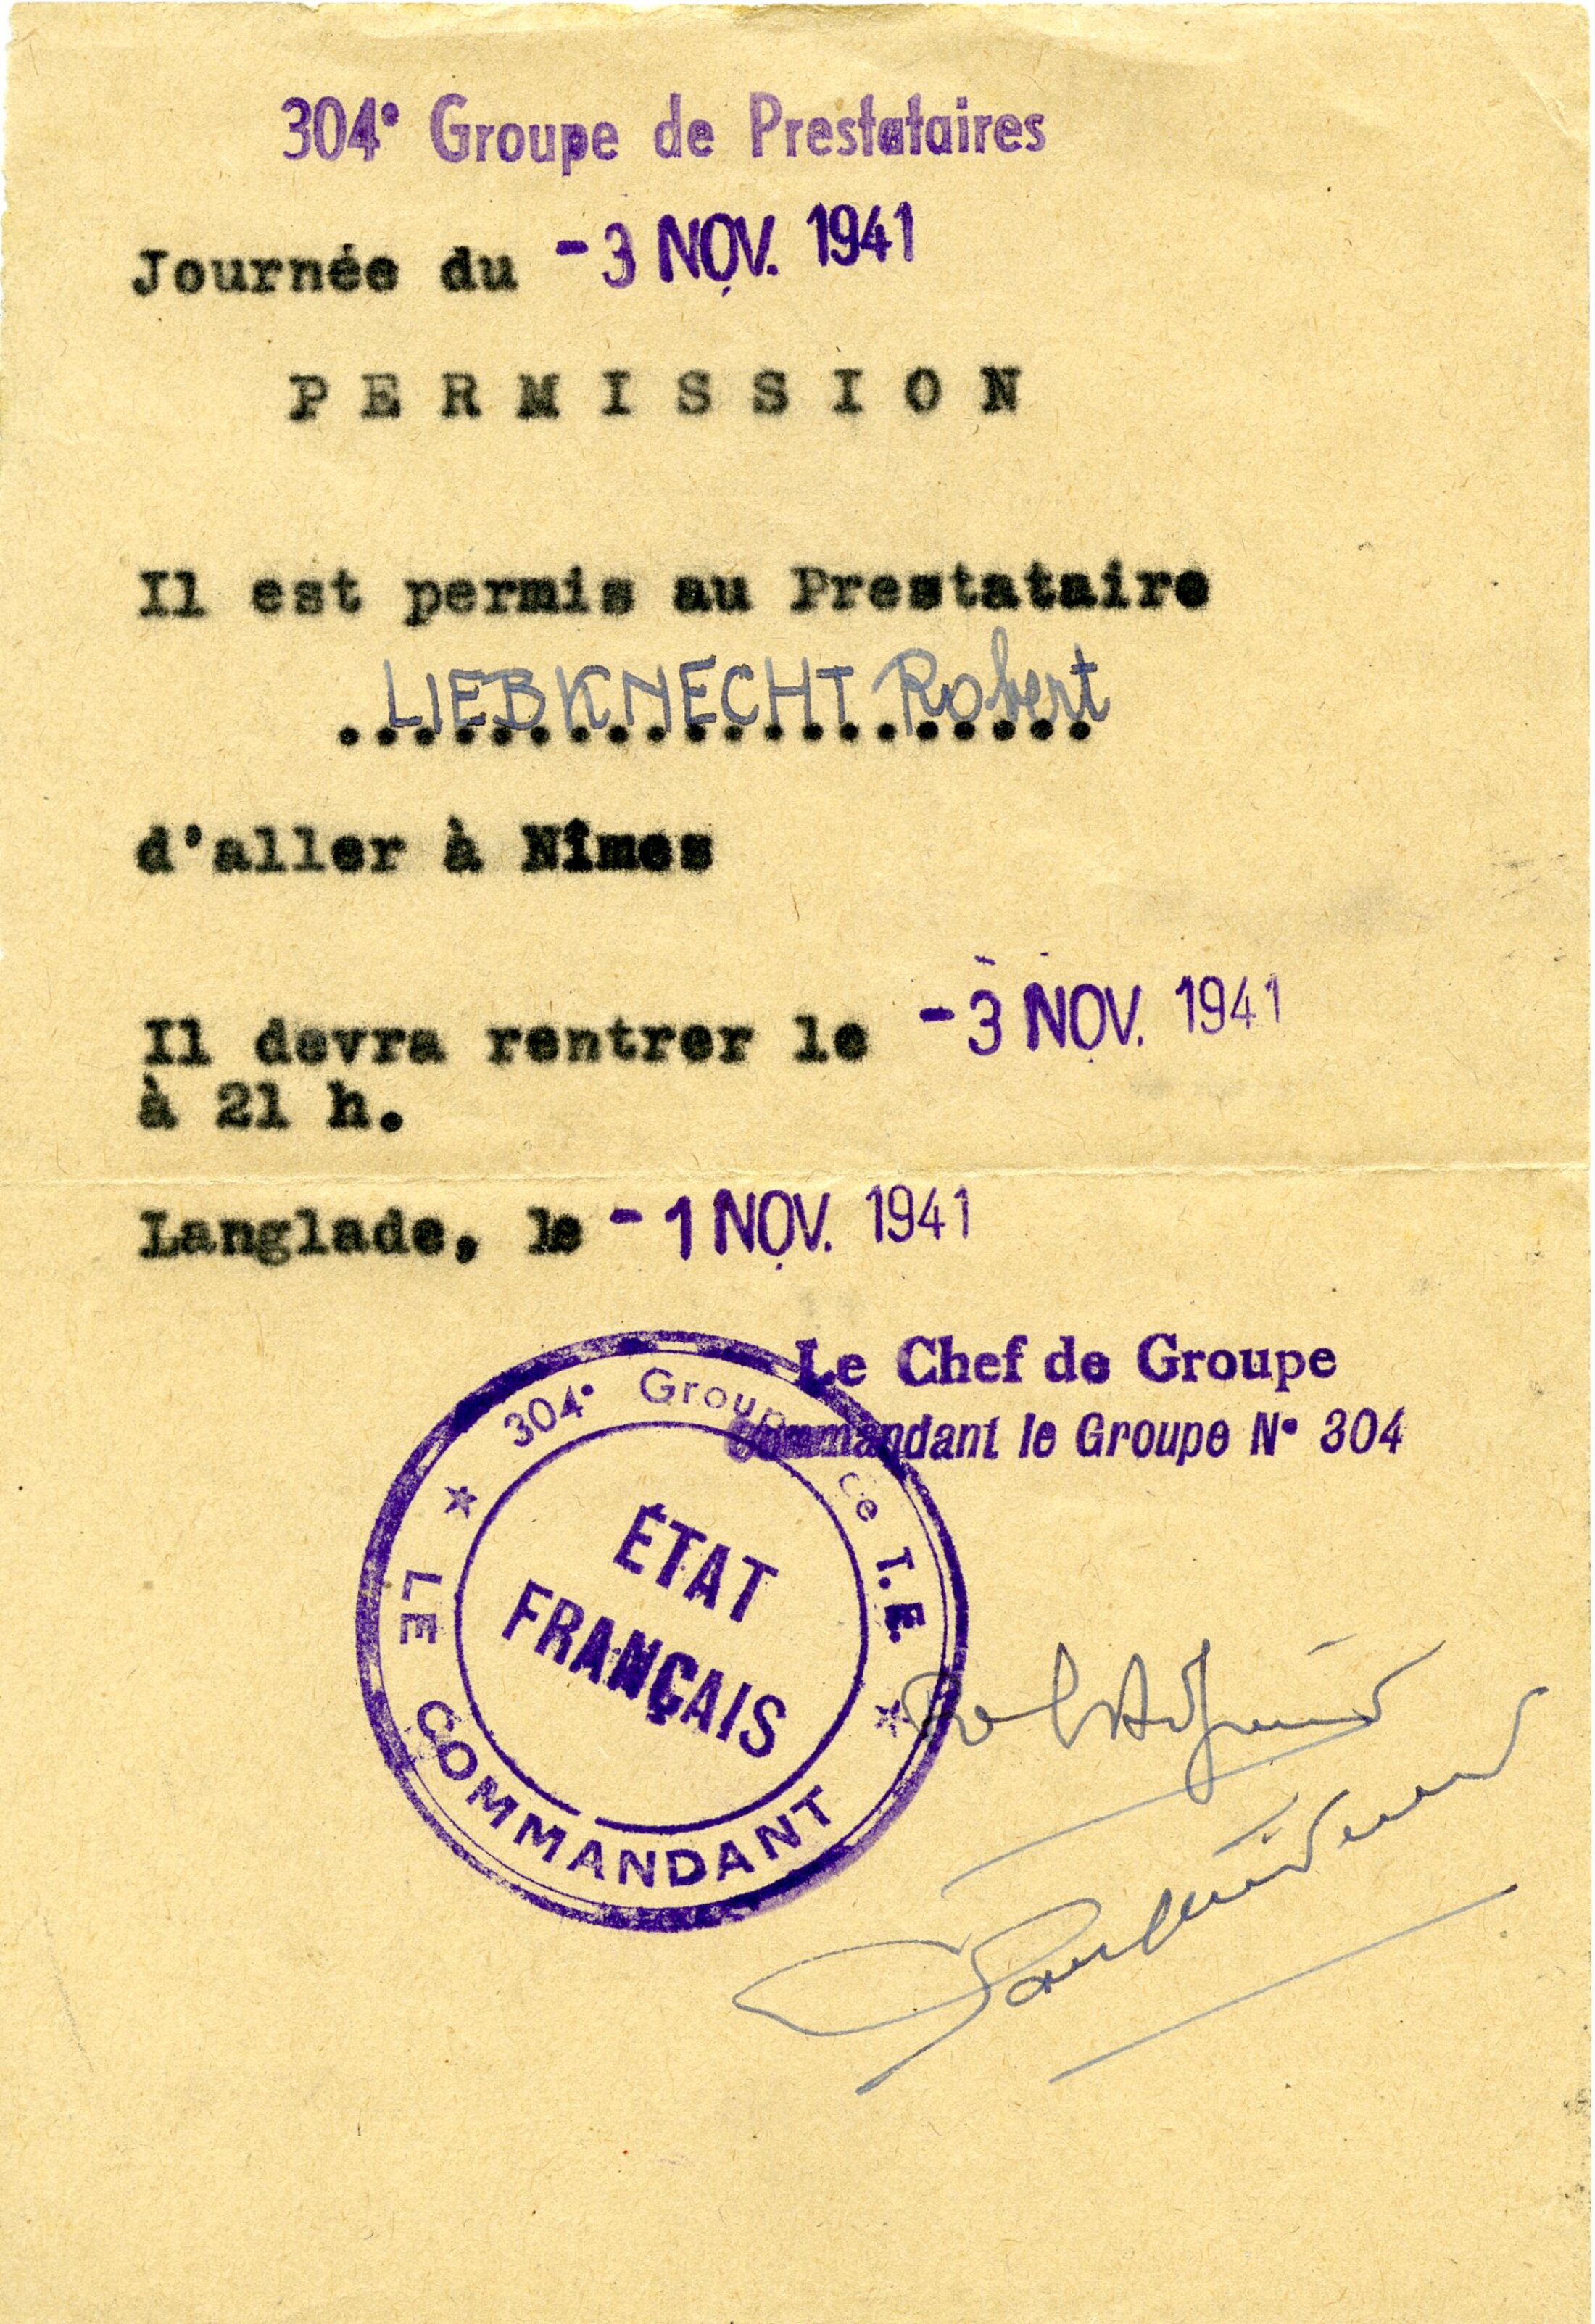 304e Groupe de Prestataires
Journée du - 3 NOV. 1941
PERMISSION
Il est permis au Prestataire
LIEBKNECHT Robert
d'aller à Nîmes
Il devra rentrer le - 3 NOV. 1941
à 21 h.
Langlade, le - 1 NOV. 1941
Le Chef de Groupe
Commandant le Groupe N° 304
304e Groupe de T.E.
ÉTAT
FRANÇAIS
LE COMMANDANT